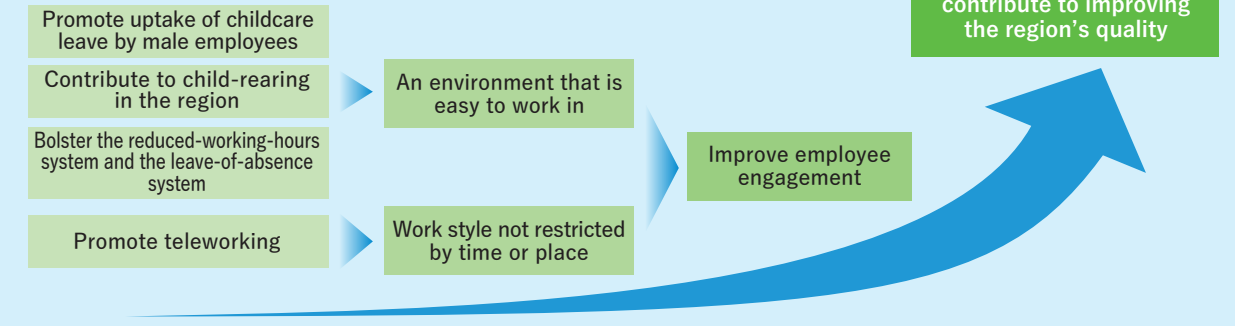 contribute to improving
the region's quality
Promote uptake of childcare
leave by male employees
Contribute to child-rearing
in the region
Bolster the reduced-working-hours
system and the leave-of-absence
system
Promote teleworking
An environment that is
easy to work in
Work style not restricted
by time or place
Improve employee
engagement